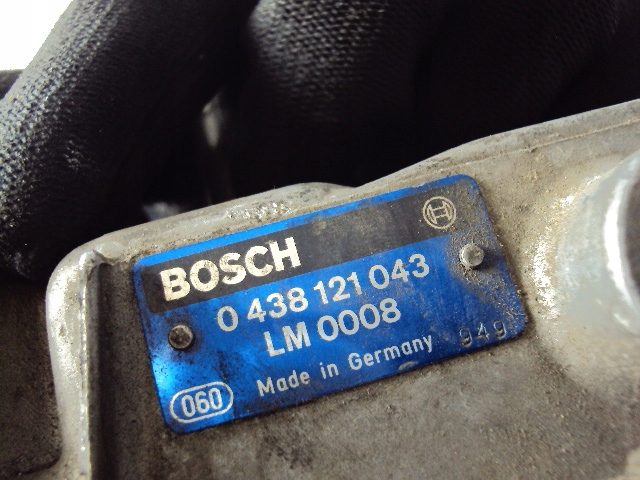 BOSCH
0 438 121 043
LM 0008
Made in Germany 949
060